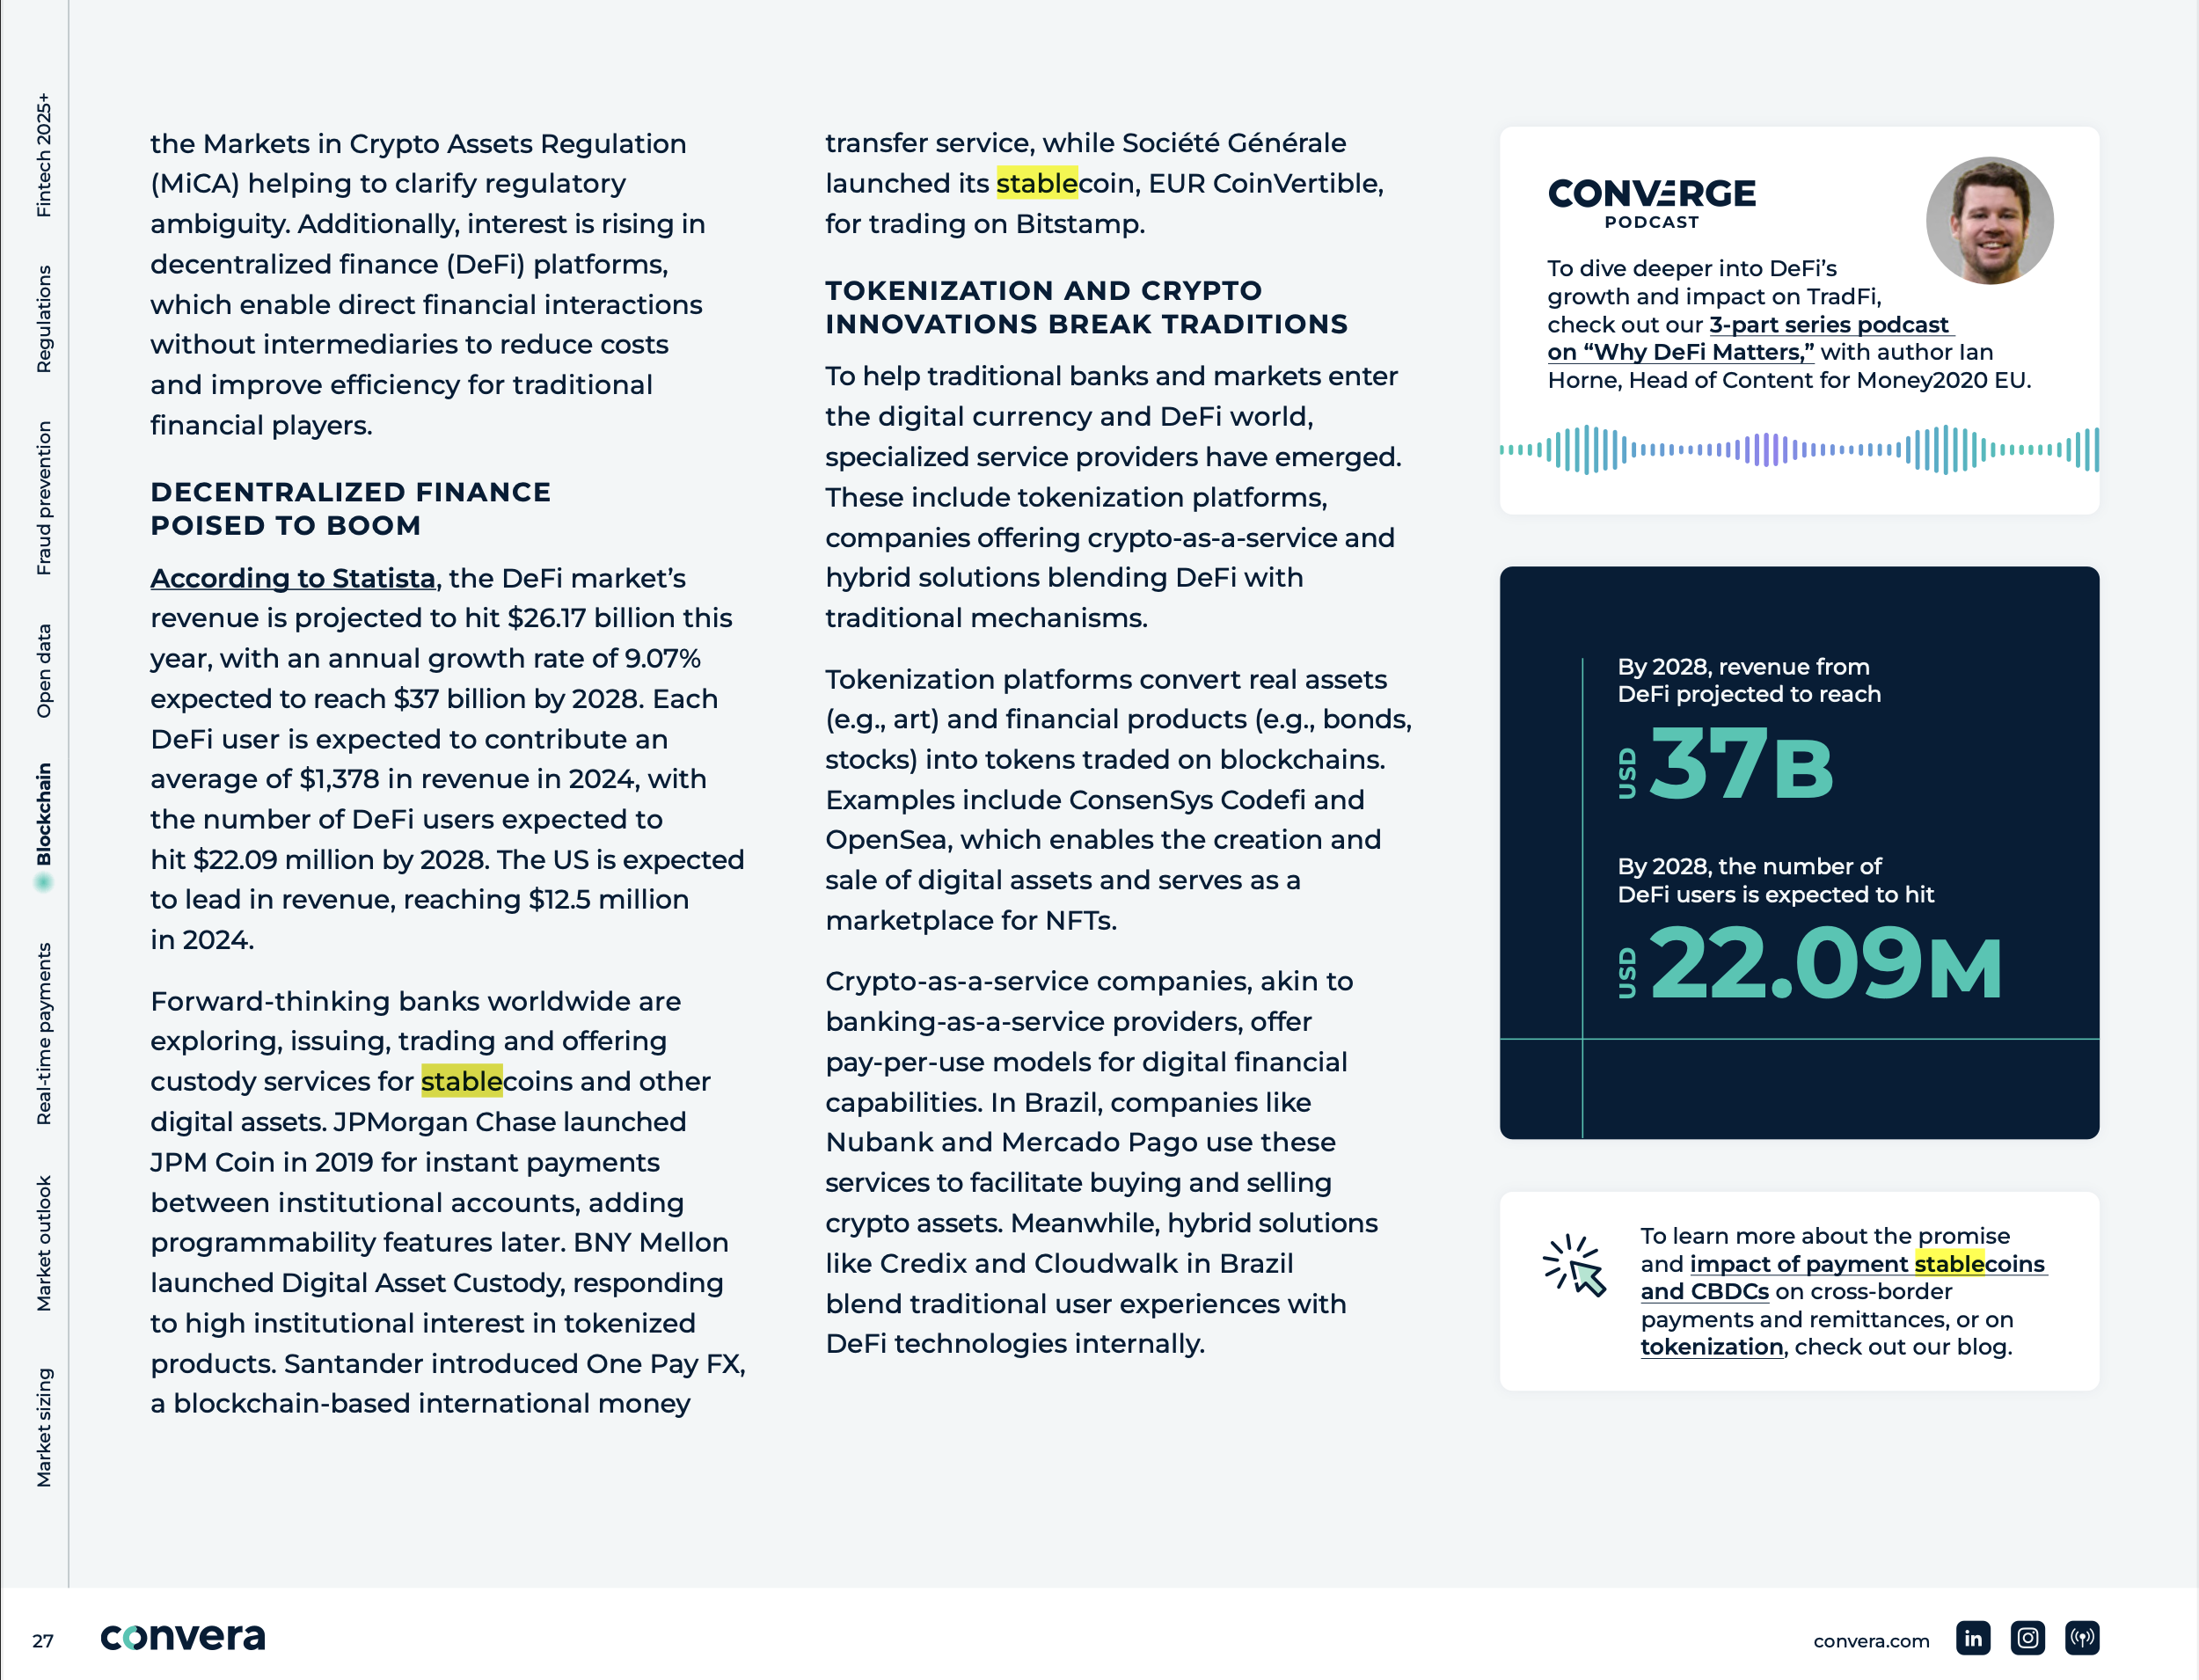 Fintech 2025+
Regulations
Fraud prevention
Open data
Blockchain
Real-time payments
Market outlook
Market sizing
the Markets in Crypto Assets Regulation
(MiCA) helping to clarify regulatory
ambiguity. Additionally, interest is rising in
decentralized finance (DeFi) platforms,
which enable direct financial interactions
without intermediaries to reduce costs
and improve efficiency for traditional
financial players.
DECENTRALIZED FINANCE
POISED TO BOOM
According to Statista, the DeFi market’s
revenue is projected to hit $26.17 billion this
year, with an annual growth rate of 9.07%
expected to reach $37 billion by 2028. Each
DeFi user is expected to contribute an
average of $1,378 in revenue in 2024, with
the number of DeFi users expected to
hit $22.09 million by 2028. The US is expected
to lead in revenue, reaching $12.5 million
in 2024.
Forward-thinking banks worldwide are
exploring, issuing, trading and offering
custody services for stablecoins and other
digital assets. JPMorgan Chase launched
JPM Coin in 2019 for instant payments
between institutional accounts, adding
programmability features later. BNY Mellon
launched Digital Asset Custody, responding
to high institutional interest in tokenized
products. Santander introduced One Pay FX,
a blockchain-based international money
transfer service, while Société Générale
launched its stablecoin, EUR CoinVertible,
for trading on Bitstamp.
TOKENIZATION AND CRYPTO
INNOVATIONS BREAK TRADITIONS
To help traditional banks and markets enter
the digital currency and DeFi world,
specialized service providers have emerged.
These include tokenization platforms,
companies offering crypto-as-a-service and
hybrid solutions blending DeFi with
traditional mechanisms.
Tokenization platforms convert real assets
(e.g., art) and financial products (e.g., bonds,
stocks) into tokens traded on blockchains.
Examples include ConsenSys Codefi and
OpenSea, which enables the creation and
sale of digital assets and serves as a
marketplace for NFTs.
Crypto-as-a-service companies, akin to
banking-as-a-service providers, offer
pay-per-use models for digital financial
capabilities. In Brazil, companies like
Nubank and Mercado Pago use these
services to facilitate buying and selling
crypto assets. Meanwhile, hybrid solutions
like Credix and Cloudwalk in Brazil
blend traditional user experiences with
DeFi technologies internally.
CONVERGE
PODCAST
To dive deeper into DeFi’s
growth and impact on TradFi,
check out our 3-part series podcast
on “Why DeFi Matters,” with author Ian
Horne, Head of Content for Money2020 EU.
By 2028, revenue from
DeFi projected to reach
USD 37B
By 2028, the number of
DeFi users is expected to hit
USD 22.09M
To learn more about the promise
and impact of payment stablecoins
and CBDCs on cross-border
payments and remittances, or on
tokenization, check out our blog.
27
convera
convera.com
in